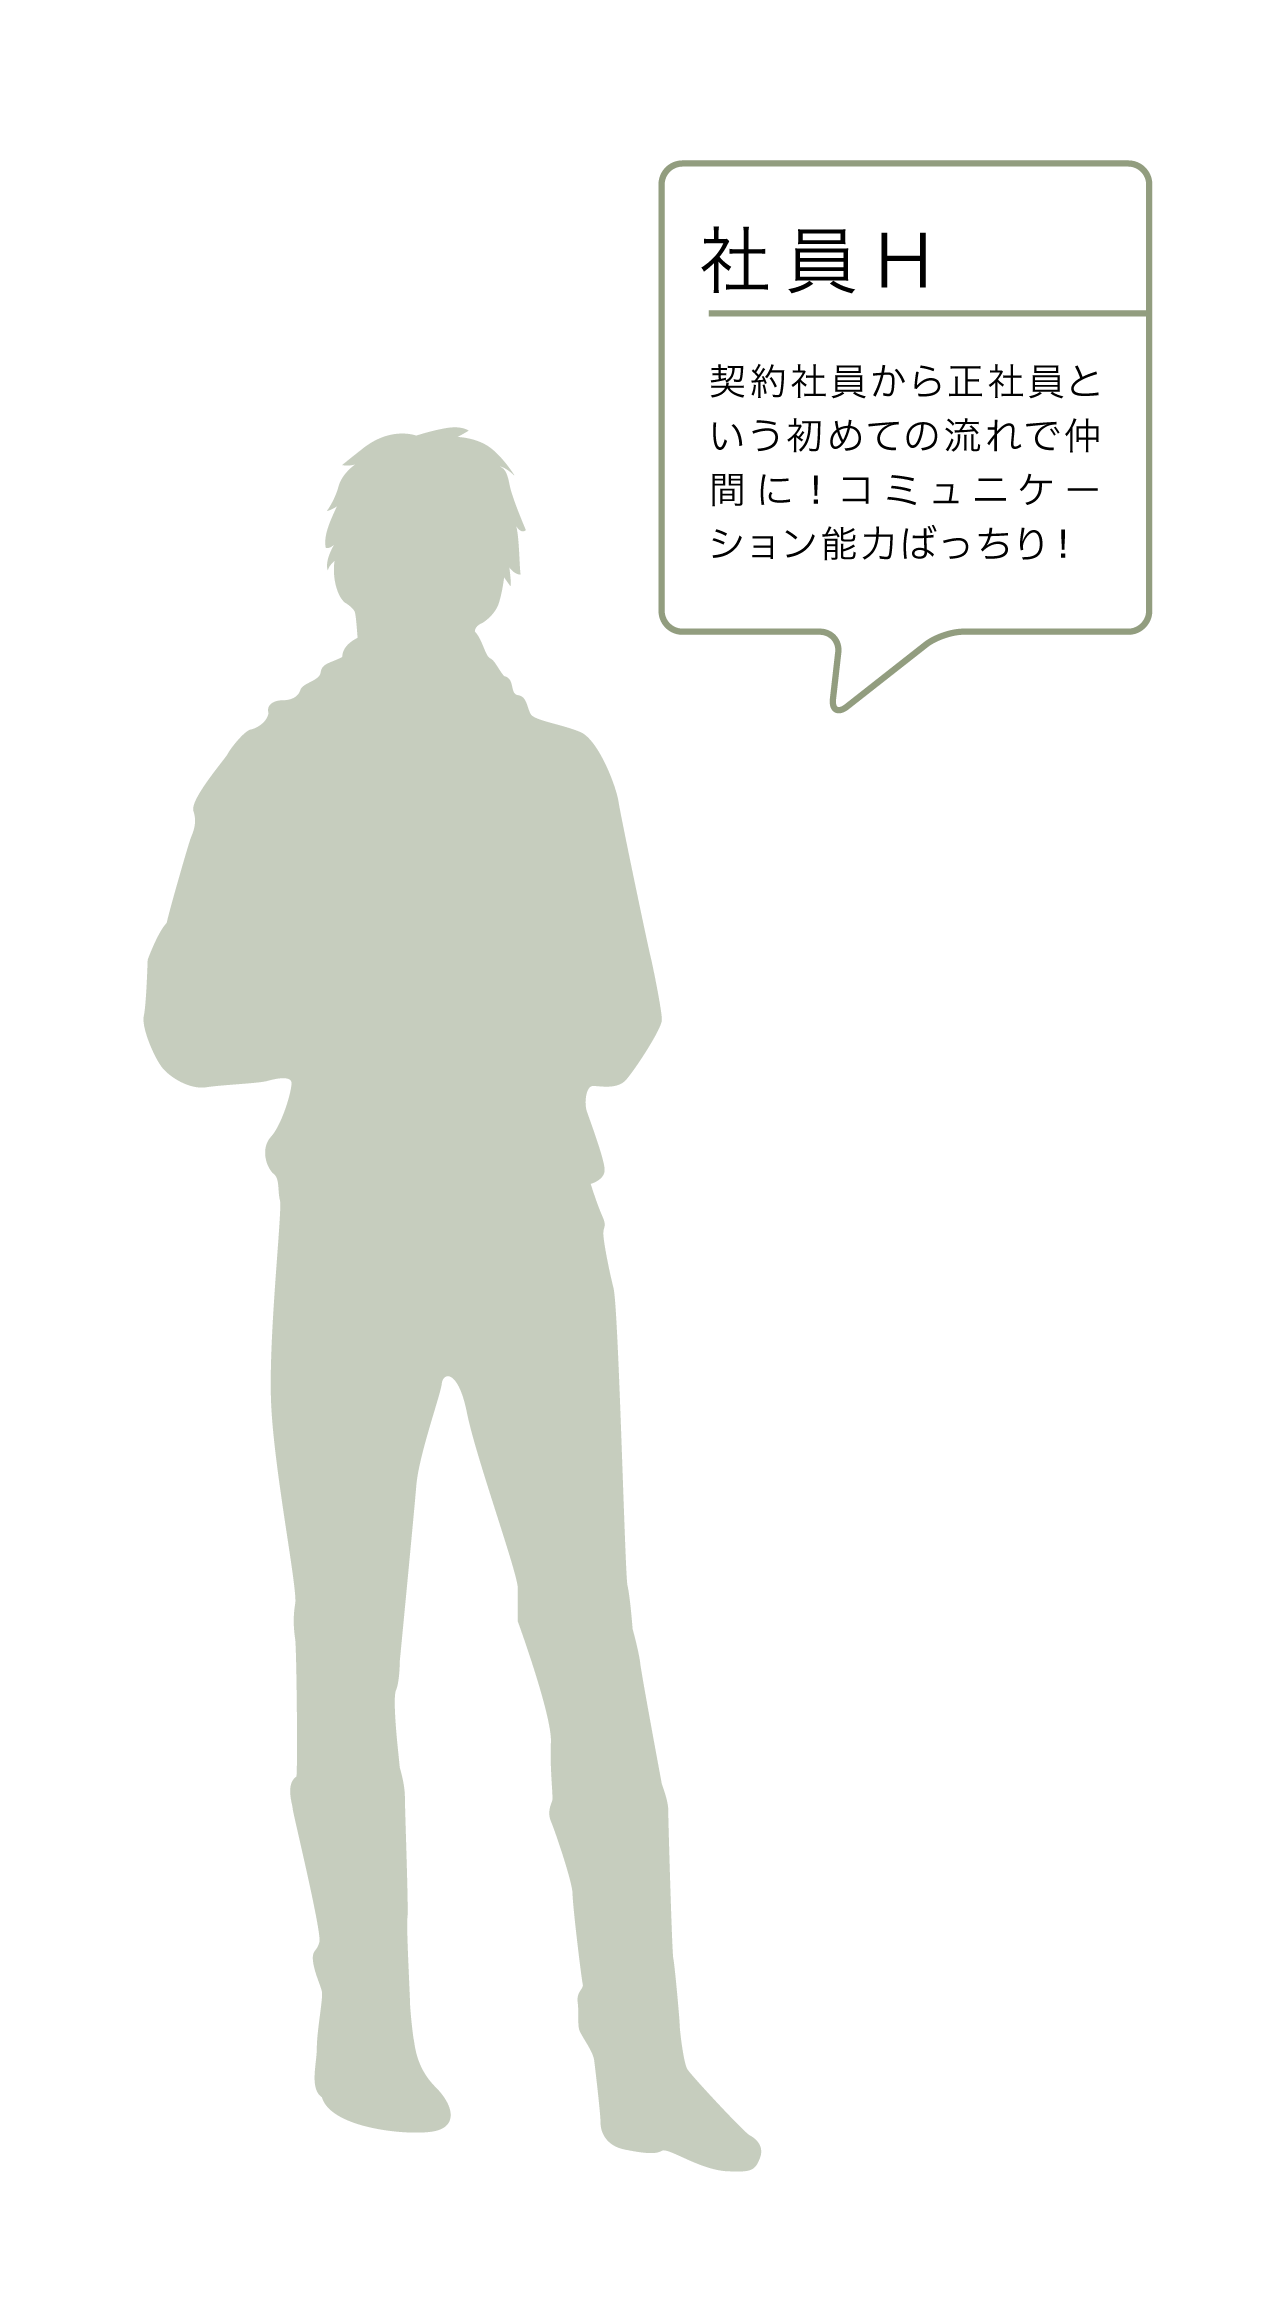 社員H
契約社員から正社員と
いう初めての流れで仲
間に！コミュニケー
ション能力ばっちり！